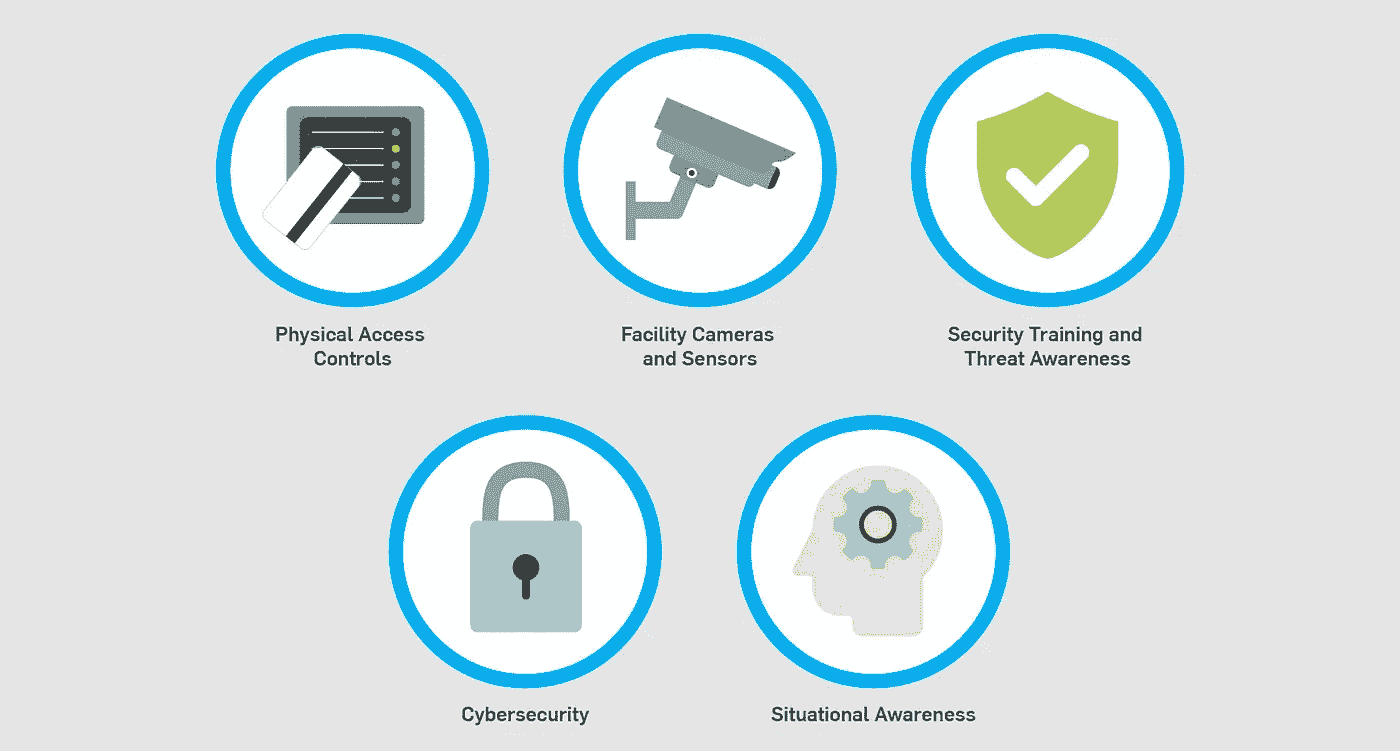 Physical Access
Controls
Facility Cameras
and Sensors
Security Training and
Threat Awareness
Cybersecurity
Situational Awareness